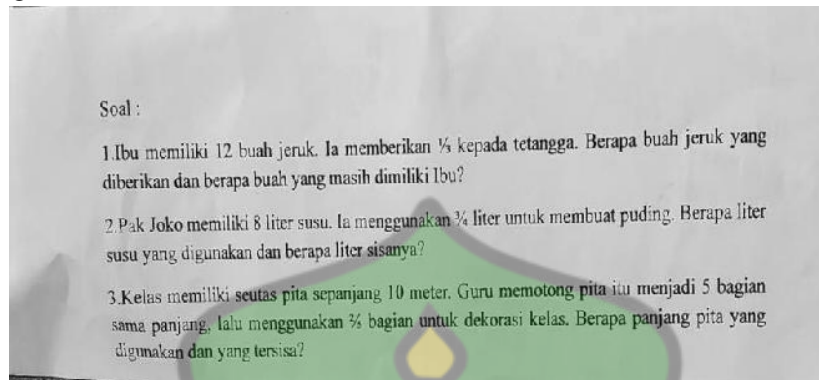 Soal :
1.Ibu memiliki 12 buah jeruk. Ia memberikan ⅓ kepada tetangga. Berapa buah jeruk yang
diberikan dan berapa buah yang masih dimiliki Ibu?
2.Pak Joko memiliki 8 liter susu. Ia menggunakan ¾ liter untuk membuat puding. Berapa liter
susu yang digunakan dan berapa liter sisanya?
3.Kelas memiliki seutas pita sepanjang 10 meter. Guru memotong pita itu menjadi 5 bagian
sama panjang, lalu menggunakan ⅖ bagian untuk dekorasi kelas. Berapa panjang pita yang
digunakan dan yang tersisa?